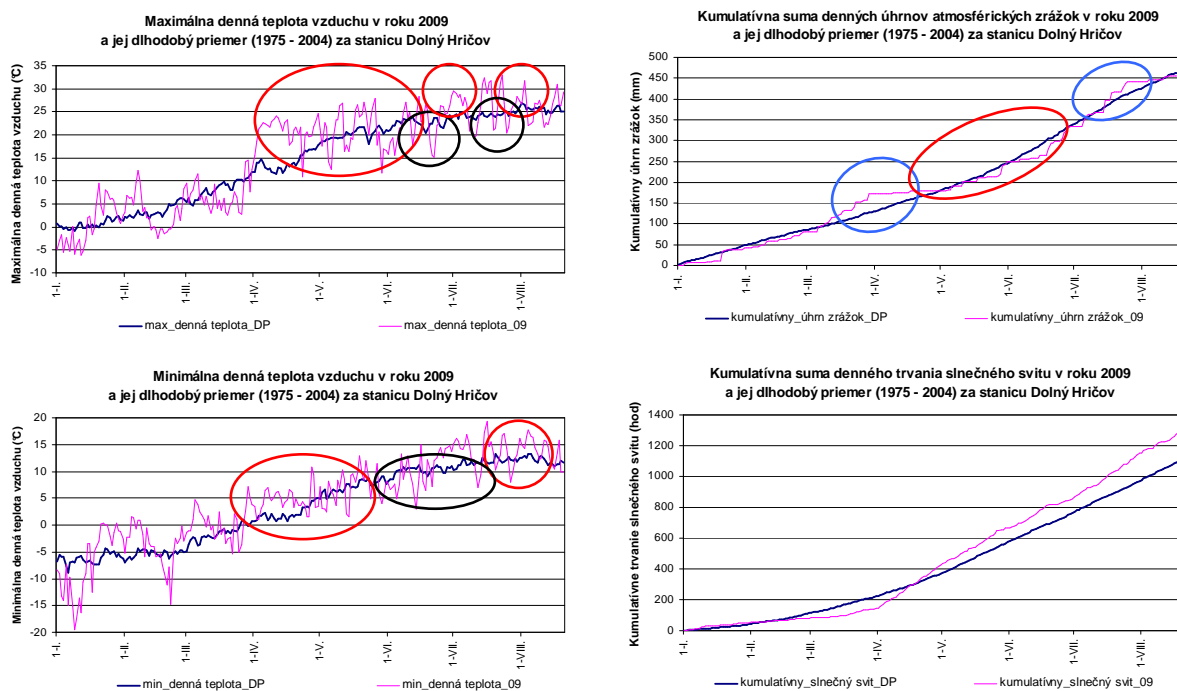 Maximálna denná teplota vzduchu v roku 2009
a jej dlhodobý priemer (1975 - 2004) za stanicu Dolný Hričov
Maximálna denná teplota vzduchu (°C)
35
30
25
20
15
10
5
0
-5
-10
1-I.
1-II.
1-III.
1-IV.
1-V.
1-VI.
1-VII.
1-VIII.
max_denná teplota_DP
max_denná teplota_09
Kumulatívna suma denných úhrnov atmosférických zrážok v roku 2009
a jej dlhodobý priemer (1975 - 2004) za stanicu Dolný Hričov
Kumulatívny úhrn zrážok (mm)
500
450
400
350
300
250
200
150
100
50
0
1-I.
1-II.
1-III.
1-IV.
1-V.
1-VI.
1-VII.
1-VIII.
kumulatívny_úhrn zrážok_DP
kumulatívny_úhrn zrážok_09
Minimálna denná teplota vzduchu v roku 2009
a jej dlhodobý priemer (1975 - 2004) za stanicu Dolný Hričov
Minimálna denná teplota vzduchu (°C)
20
15
10
5
0
-5
-10
-15
-20
1-I.
1-II.
1-III.
1-IV.
1-V.
1-VI.
1-VII.
1-VIII.
min_denná teplota_DP
min_denná teplota_09
Kumulatívna suma denného trvania slnečného svitu v roku 2009
a jej dlhodobý priemer (1975 - 2004) za stanicu Dolný Hričov
Kumulatívne trvanie slnečného svitu (hod)
1400
1200
1000
800
600
400
200
0
1-I.
1-II.
1-III.
1-IV.
1-V.
1-VI.
1-VII.
1-VIII.
kumulatívny_slnečný svit_DP
kumulatívny_slnečný svit_09